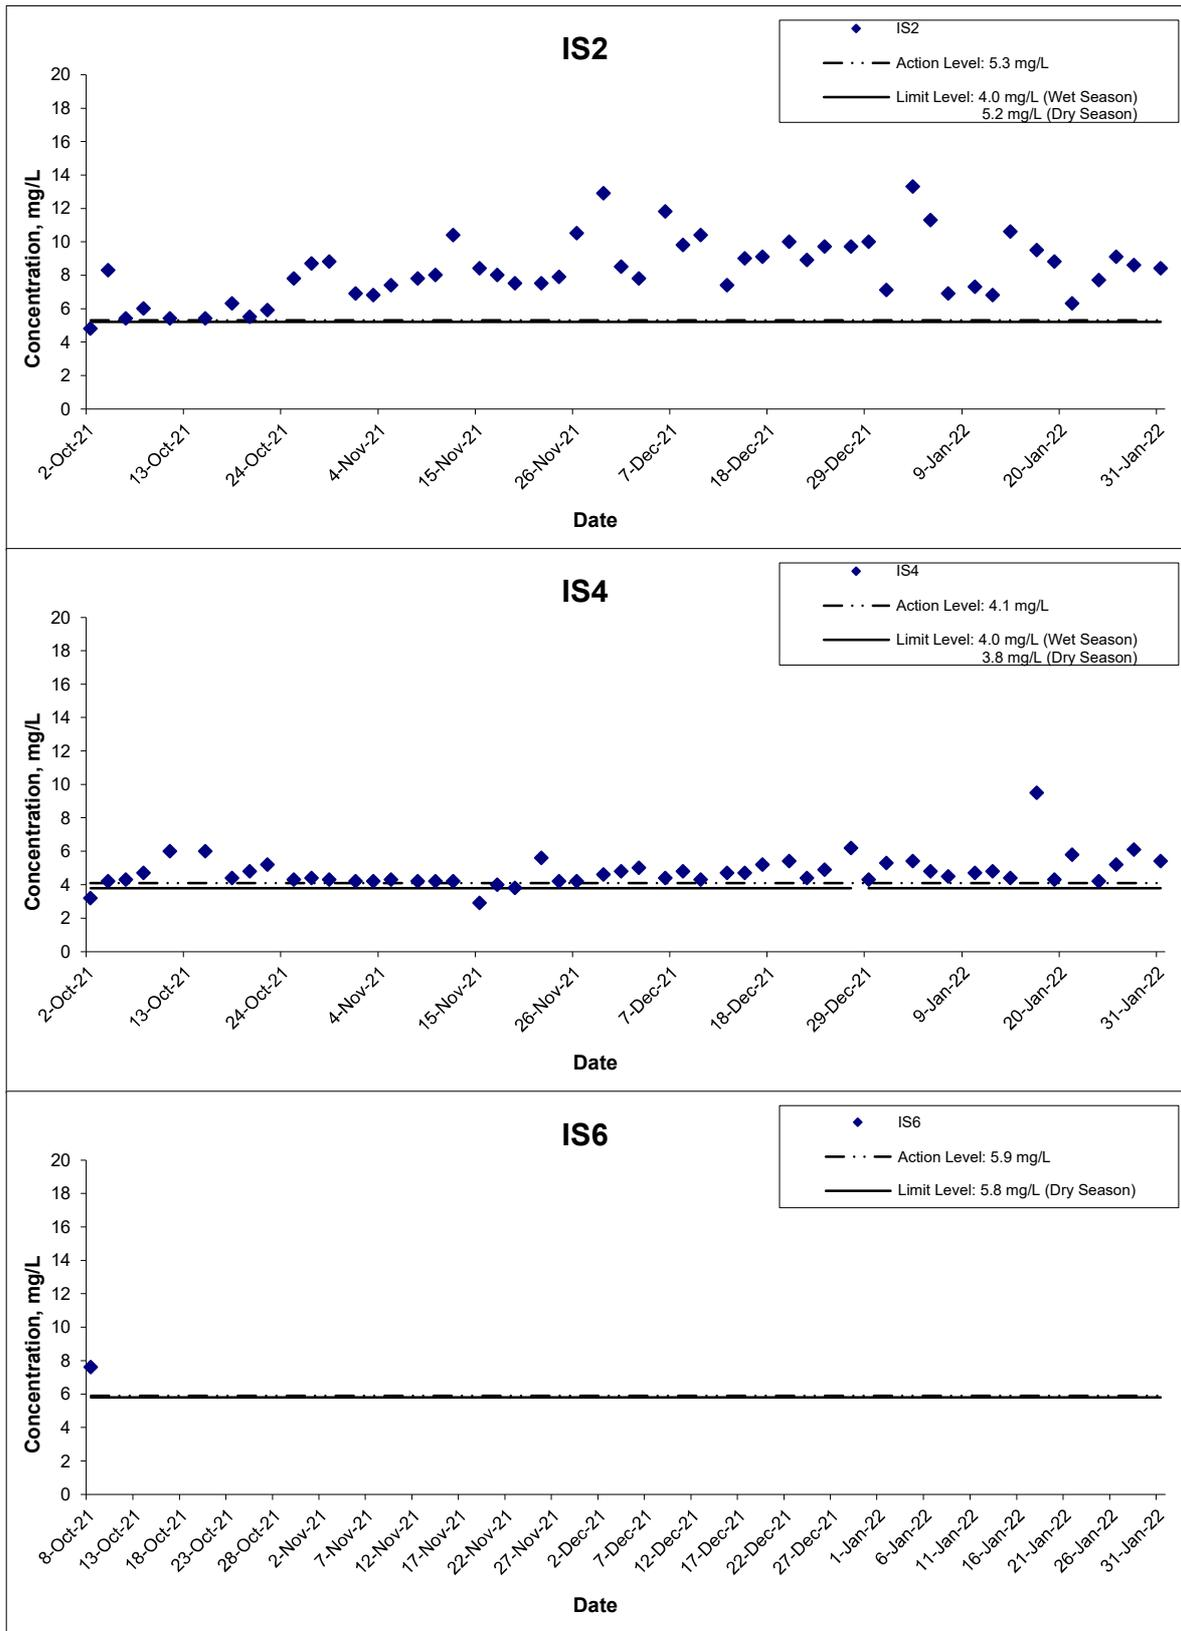 IS2
IS2
Action Level: 5.3 mg/L
Limit Level: 4.0 mg/L (Wet Season)
5.2 mg/L (Dry Season)
Concentration, mg/L
20
18
16
14
12
10
8
6
4
2
0
2-Oct-21
13-Oct-21
24-Oct-21
4-Nov-21
15-Nov-21
26-Nov-21
7-Dec-21
18-Dec-21
29-Dec-21
9-Jan-22
20-Jan-22
31-Jan-22
Date
IS4
IS4
Action Level: 4.1 mg/L
Limit Level: 4.0 mg/L (Wet Season)
3.8 mg/L (Dry Season)
Concentration, mg/L
20
18
16
14
12
10
8
6
4
2
0
2-Oct-21
13-Oct-21
24-Oct-21
4-Nov-21
15-Nov-21
26-Nov-21
7-Dec-21
18-Dec-21
29-Dec-21
9-Jan-22
20-Jan-22
31-Jan-22
Date
IS6
IS6
Action Level: 5.9 mg/L
Limit Level: 5.8 mg/L (Dry Season)
Concentration, mg/L
20
18
16
14
12
10
8
6
4
2
0
8-Oct-21
13-Oct-21
18-Oct-21
23-Oct-21
28-Oct-21
2-Nov-21
7-Nov-21
12-Nov-21
17-Nov-21
22-Nov-21
27-Nov-21
2-Dec-21
7-Dec-21
12-Dec-21
17-Dec-21
22-Dec-21
27-Dec-21
1-Jan-22
6-Jan-22
11-Jan-22
16-Jan-22
21-Jan-22
26-Jan-22
31-Jan-22
Date